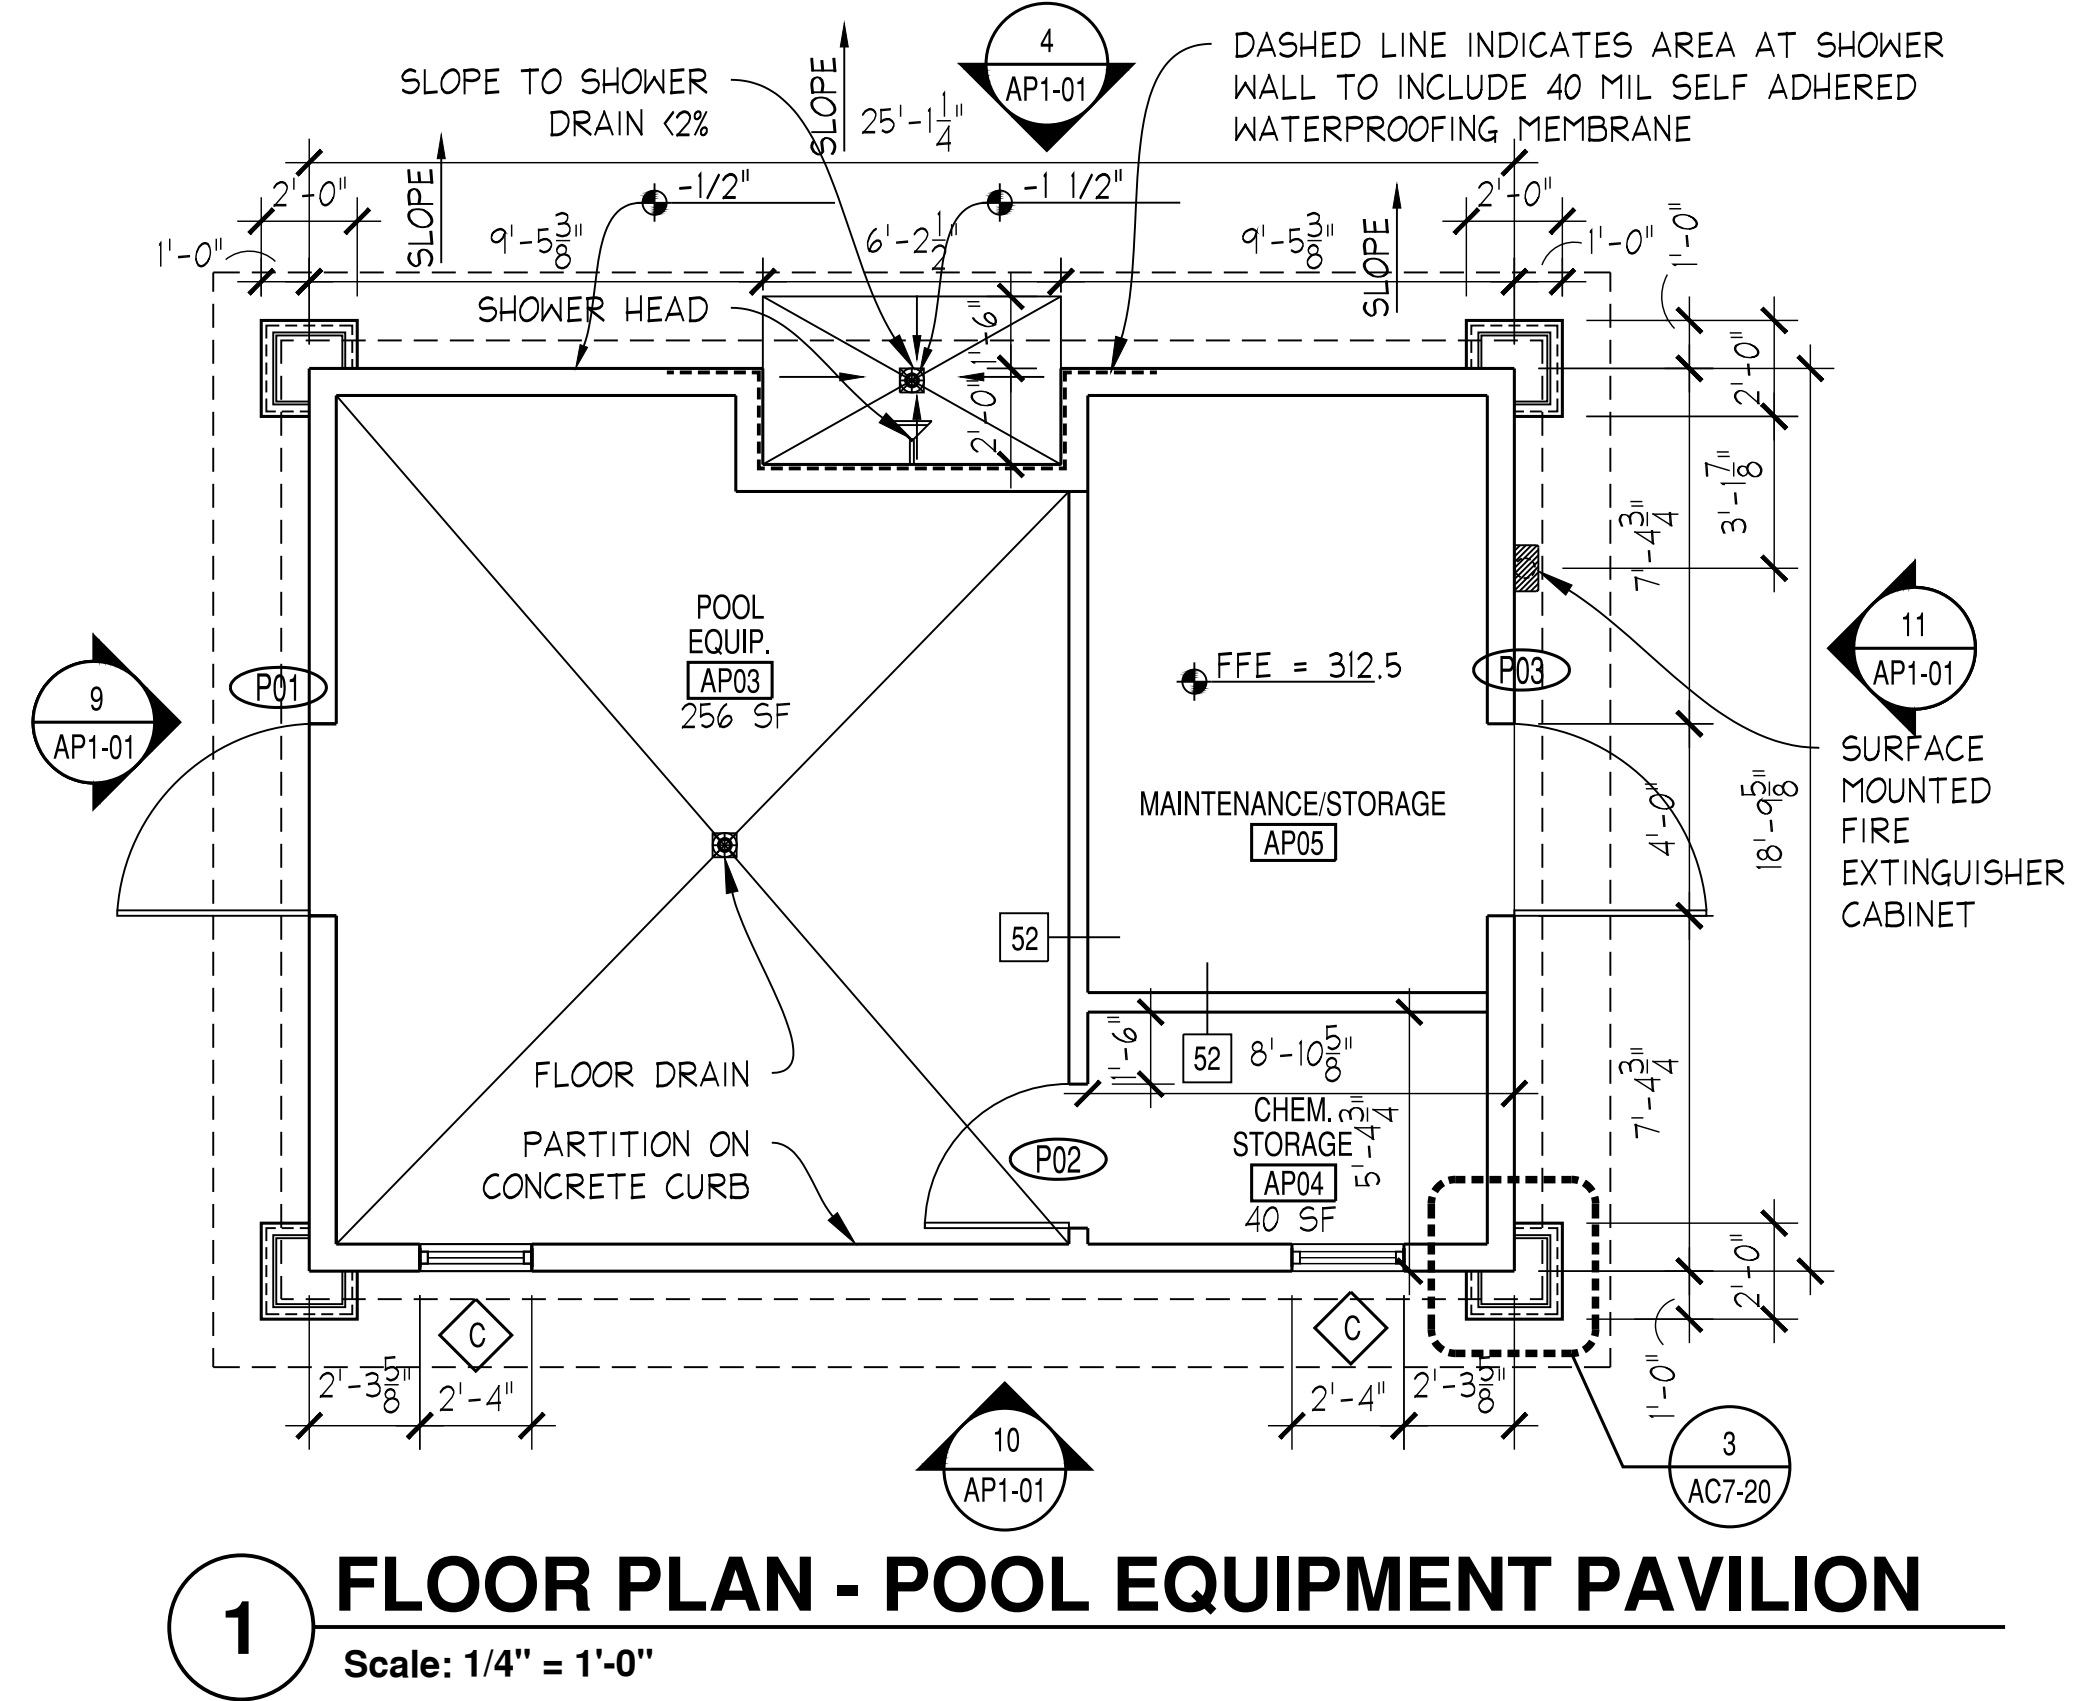 SLOPE TO SHOWER
DRAIN <2%
SLOPE
25'-1 1/4"
4
AP1-01
DASHED LINE INDICATES AREA AT SHOWER
WALL TO INCLUDE 40 MIL SELF ADHERED
WATERPROOFING MEMBRANE
2'-0"
SLOPE
-1/2"
-1 1/2"
2'-0"
1'-0"
9'-5 3/8"
6'-2 1/2"
9'-5 3/8"
SLOPE
1'-0"
1'-0"
SHOWER HEAD
1'-6"
2'-0"
2'-0"
3'-1 7/8"
7'-4 3/4"
POOL
EQUIP.
AP03
256 SF
FFE = 312.5
P01
P03
9
AP1-01
11
AP1-01
SURFACE
MOUNTED
FIRE
EXTINGUISHER
CABINET
MAINTENANCE/STORAGE
AP05
4'-0"
18'-9 5/8"
52
52
1'-6"
8'-10 5/8"
FLOOR DRAIN
PARTITION ON
CONCRETE CURB
P02
CHEM.
STORAGE
AP04
40 SF
5'-4 3/4"
7'-4 3/4"
2'-0"
1'-0"
C
C
2'-3 5/8"
2'-4"
2'-4"
2'-3 5/8"
10
AP1-01
3
AC7-20
1
FLOOR PLAN - POOL EQUIPMENT PAVILION
Scale: 1/4" = 1'-0"